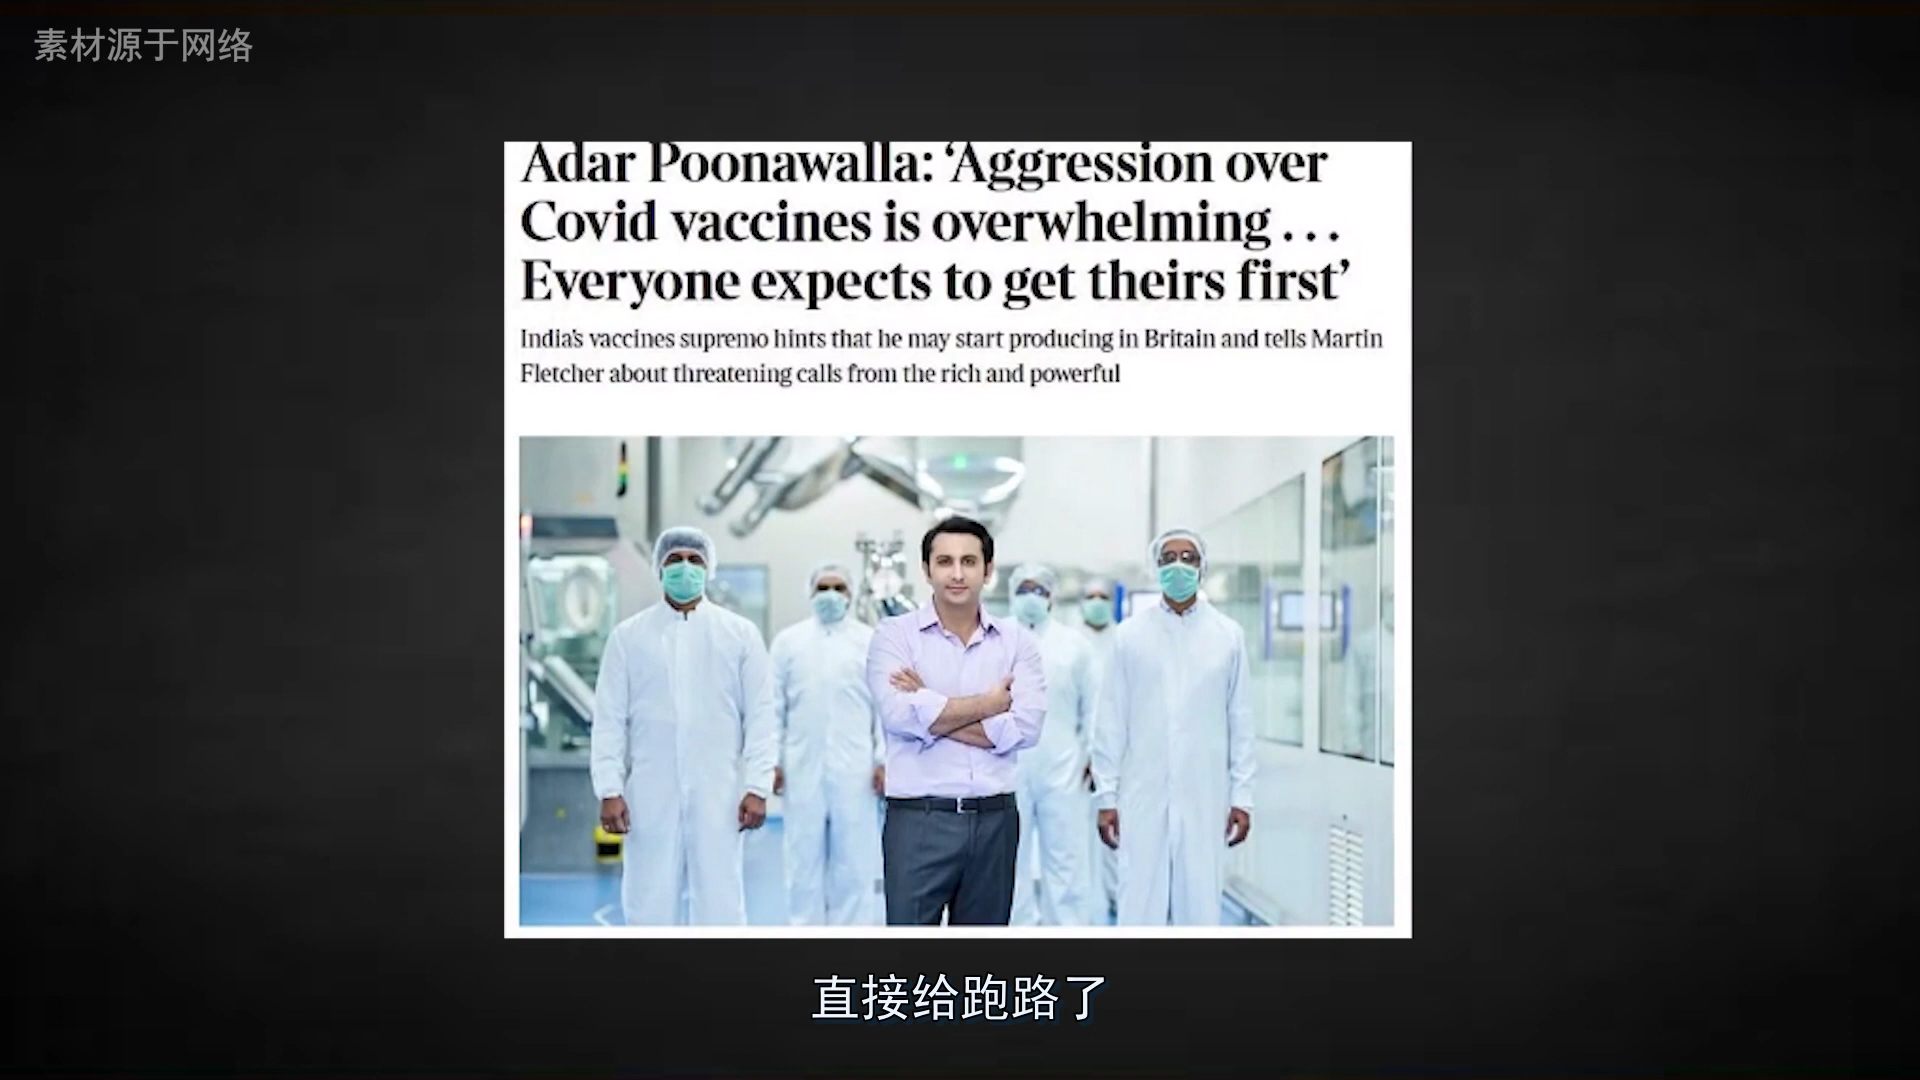 素材源于网络
Adar Poonawalla: ‘Aggression over
Covid vaccines is overwhelming . . .
Everyone expects to get theirs first’
India's vaccines supremo hints that he may start producing in Britain and tells Martin
Fletcher about threatening calls from the rich and powerful
直接给跑路了